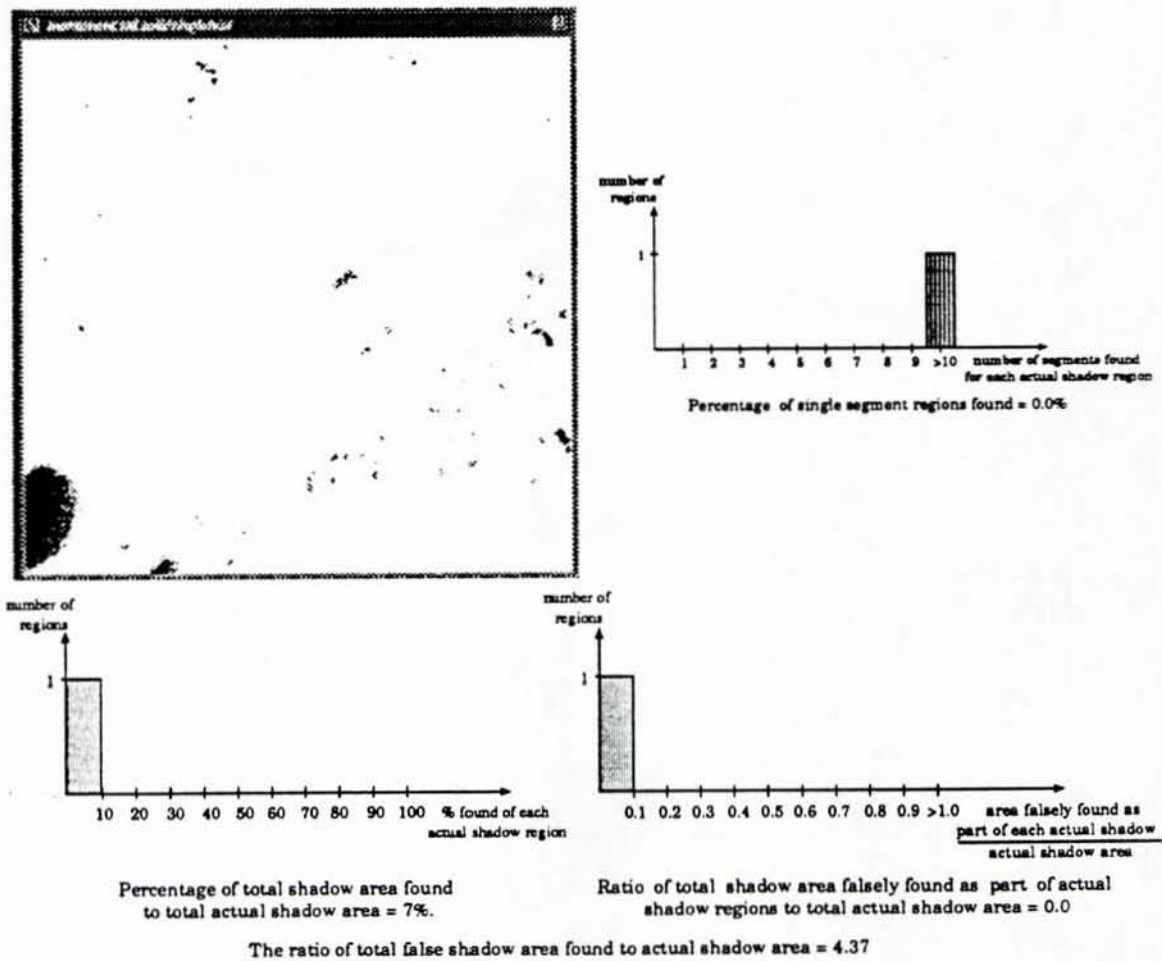 number of
regions
1
1 2 3 4 5 6 7 8 9 >10 number of segments found
for each actual shadow region
Percentage of single segment regions found = 0.0%
number of
regions
1
10 20 30 40 50 60 70 80 90 100 % found of each
actual shadow region
Percentage of total shadow area found
to total actual shadow area = 7%.
number of
regions
1
0.1 0.2 0.3 0.4 0.5 0.6 0.7 0.8 0.9 >1.0 area falsely found as
part of each actual shadow
actual shadow area
Ratio of total shadow area falsely found as part of actual
shadow regions to total actual shadow area = 0.0
The ratio of total false shadow area found to actual shadow area = 4.37